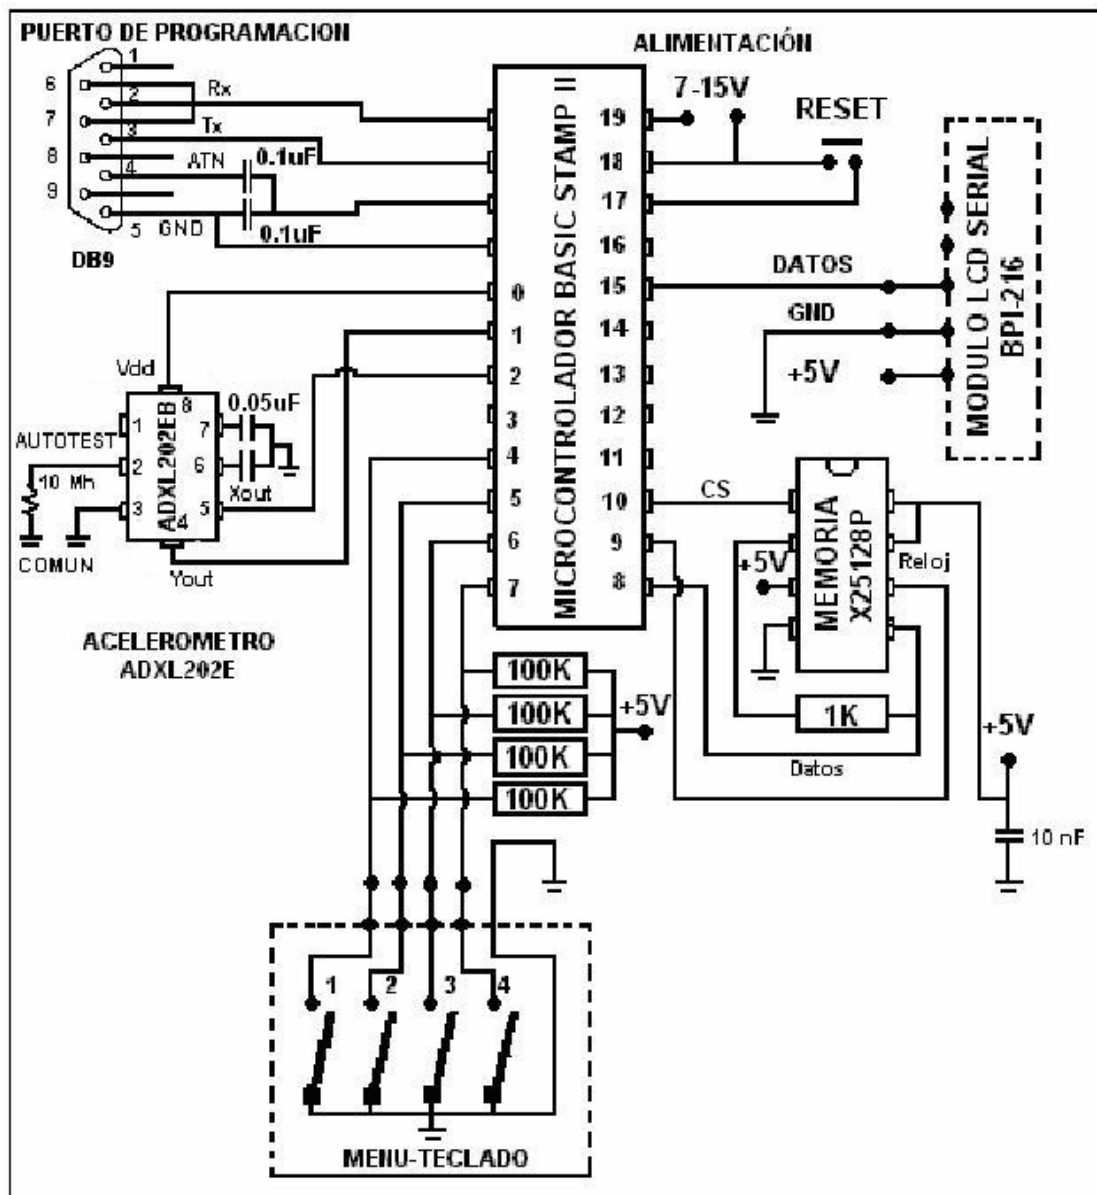 PUERTO DE PROGRAMACION
1
6
2
Rx
7
3
Tx
8
4
ATN
0.1uF
9
5
GND
0.1uF
DB9
ALIMENTACIÓN
7-15V
RESET
MICROCONTROLADOR BASIC STAMP II
0
1
2
3
4
5
6
7
19
18
17
16
15
14
13
12
11
10
9
8
DATOS
GND
+5V
MODULO LCD SERIAL
BPI-216
Vdd
8
0.05uF
1
7
AUTOTEST
2
6
10 Mh
Xout
3
5
4
ADXL202EB
COMUN
Yout
ACELEROMETRO
ADXL202E
CS
+5V
MEMORIA
X25128P
Reloj
1K
Datos
+5V
10 nF
100K
100K
+5V
100K
100K
1
2
3
4
MENU-TECLADO